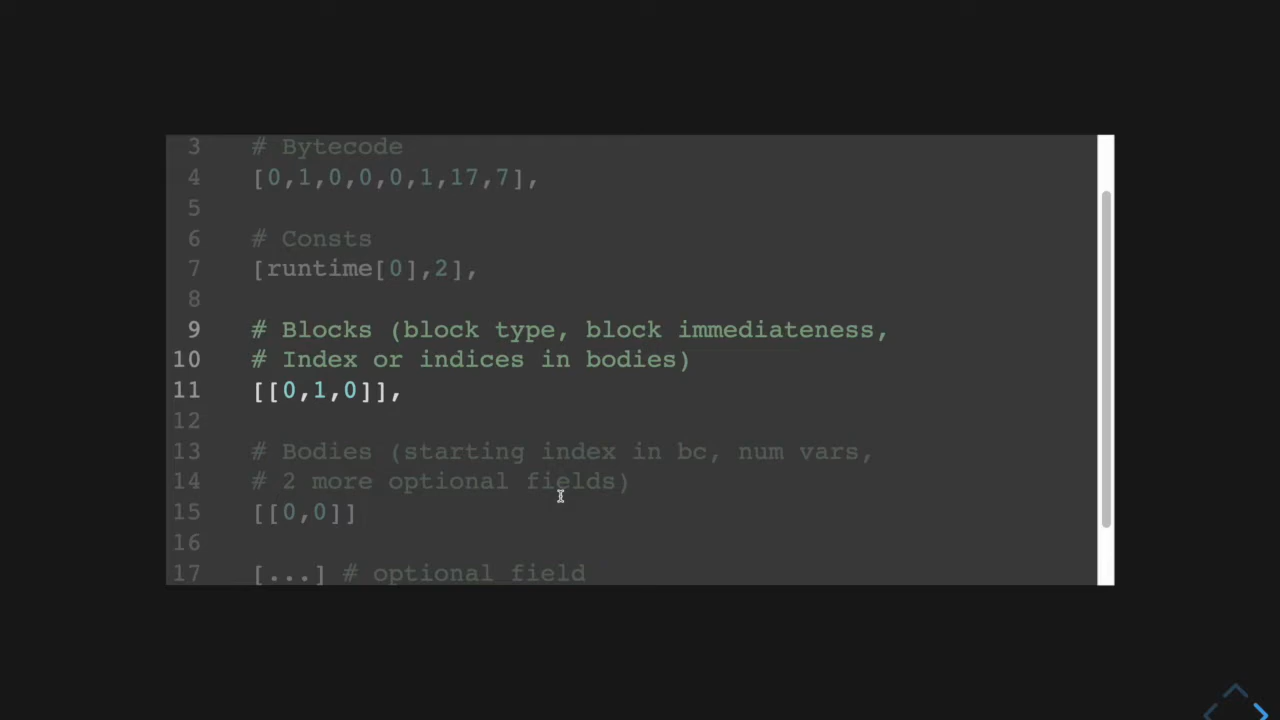 3 # Bytecode
4 [0,1,0,0,0,1,17,7],
5
6 # Consts
7 [runtime[0],2],
8
9 # Blocks (block type, block immediateness,
10 # Index or indices in bodies)
11 [[0,1,0]],
12
13 # Bodies (starting index in bc, num vars,
14 # 2 more optional fields)
15 [[0,0]]
16
17 [...] # optional field